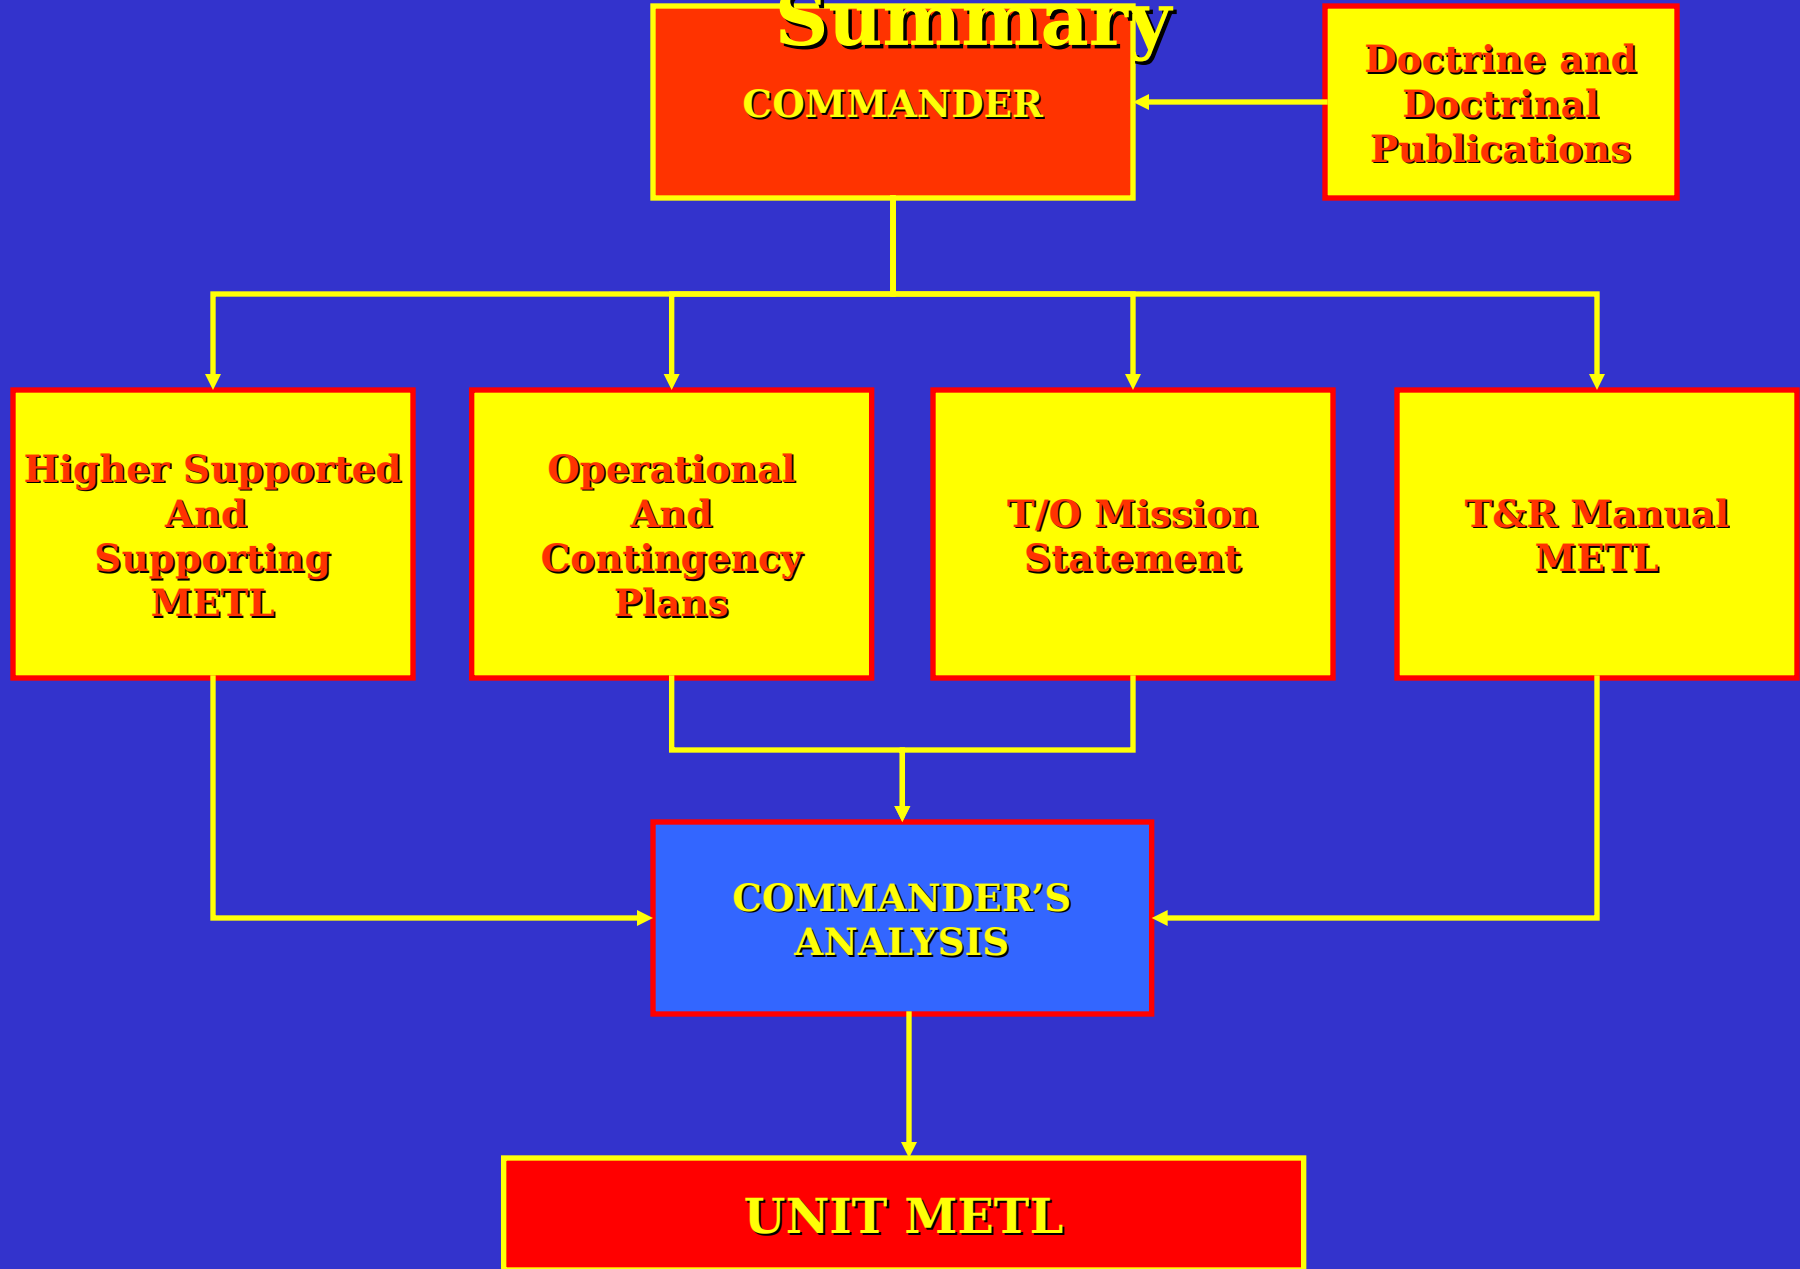 Summary
COMMANDER
Doctrine and
Doctrinal
Publications
Higher Supported
And
Supporting
METL
Operational
And
Contingency
Plans
T/O Mission
Statement
T&R Manual
METL
COMMANDER’S
ANALYSIS
UNIT METL